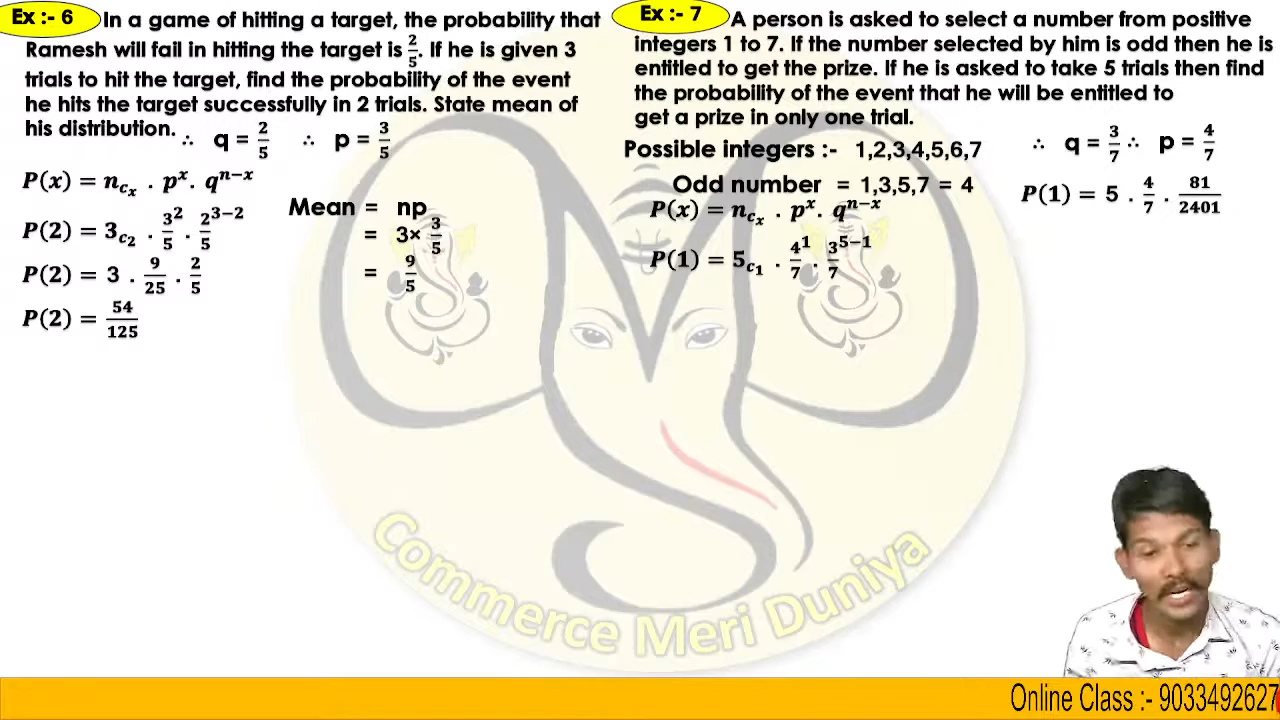 Ex :- 6 In a game of hitting a target, the probability that
Ramesh will fail in hitting the target is 2/5. If he is given 3
trials to hit the target, find the probability of the event
he hits the target successfully in 2 trials. State mean of
his distribution. ∴ q = 2/5 ∴ p = 3/5
P(x) = n_{c_x} . p^x. q^{n−x}
P(2) = 3_{c_2} . 3^2/5 . 2^{3−2}/5
P(2) = 3 . 9/25 . 2/5
P(2) = 54/125
Mean = np
= 3× 3/5
= 9/5
Ex :- 7 A person is asked to select a number from positive
integers 1 to 7. If the number selected by him is odd then he is
entitled to get the prize. If he is asked to take 5 trials then find
the probability of the event that he will be entitled to
get a prize in only one trial.
Possible integers :- 1,2,3,4,5,6,7
Odd number = 1,3,5,7 = 4
P(x) = n_{c_x} . p^x. q^{n−x}
P(1) = 5_{c_1} . 4^1/7 . 3^{5−1}/7
∴ q = 3/7 ∴ p = 4/7
P(1) = 5 . 4/7 . 81/2401
Commerce Meri Duniya
Online Class :- 9033492627